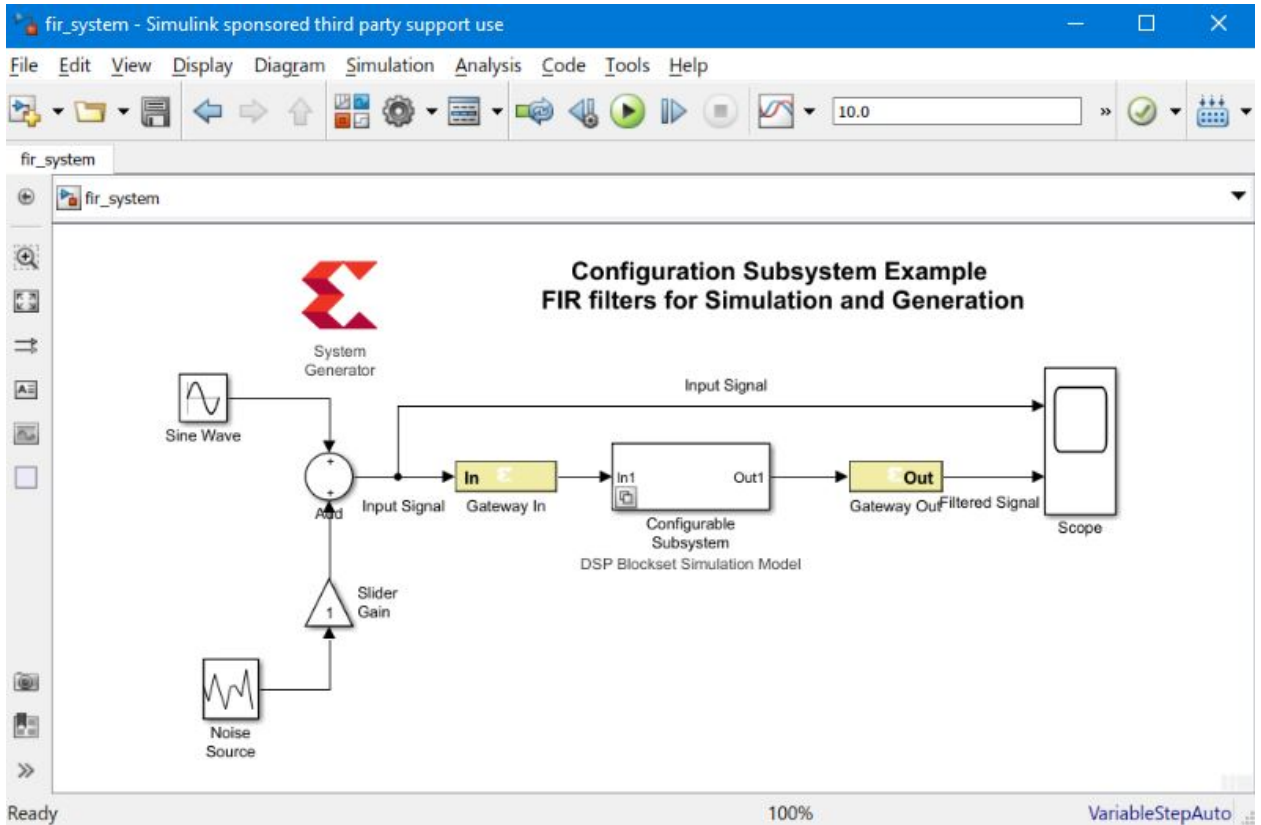 fir_system - Simulink sponsored third party support use
File Edit View Display Diagram Simulation Analysis Code Tools Help
10.0 »
fir_system
fir_system
Configuration Subsystem Example
FIR filters for Simulation and Generation
System
Generator
Sine Wave
Input Signal
+
+
Add
Input Signal
In
Gateway In
In1 Out1
Configurable
Subsystem
DSP Blockset Simulation Model
Out
Gateway Out
Filtered Signal
Scope
1
Slider
Gain
Noise
Source
Ready 100% VariableStepAuto